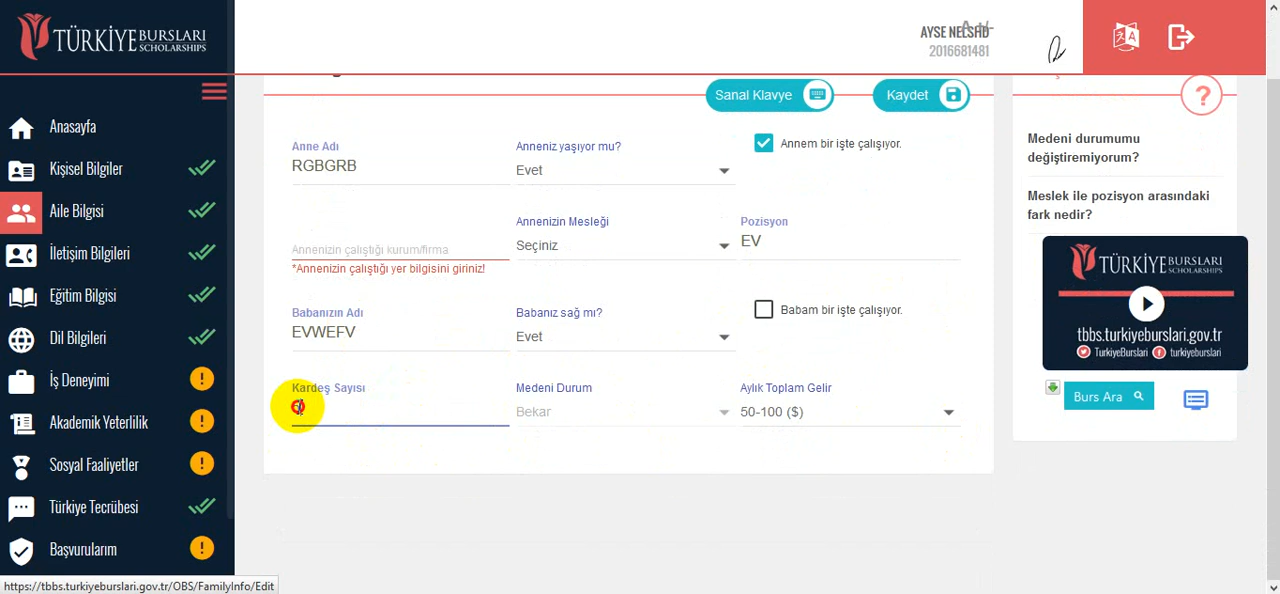 TÜRKİYE BURSLARI
SCHOLARSHIPS
2016681481
Sanal Klavye
Kaydet
?
Anasayfa
Kişisel Bilgiler
Aile Bilgisi
İletişim Bilgileri
Eğitim Bilgisi
Dil Bilgileri
İş Deneyimi
Akademik Yeterlilik
Sosyal Faaliyetler
Türkiye Tecrübesi
Başvurularım
Anne Adı
RGBGRB
Anneniz yaşıyor mu?
Evet
Annem bir işte çalışıyor.
Annenizin çalıştığı kurum/firma
*Annenizin çalıştığı yer bilgisini giriniz!
Annenizin Mesleği
Seçiniz
Pozisyon
EV
Babanızın Adı
EVWEFV
Babanız sağ mı?
Evet
Babam bir işte çalışıyor.
Kardeş Sayısı
Medeni Durum
Bekar
Aylık Toplam Gelir
50-100 ($)
Medeni durumumu
değiştiremiyorum?
Meslek ile pozisyon arasındaki
fark nedir?
TÜRKİYE BURSLARI
SCHOLARSHIPS
tbbs.turkiyeburslari.gov.tr
TurkiyeBurslari turkiyeburslari
Burs Ara
https://tbbs.turkiyeburslari.gov.tr/OBS/FamilyInfo/Edit